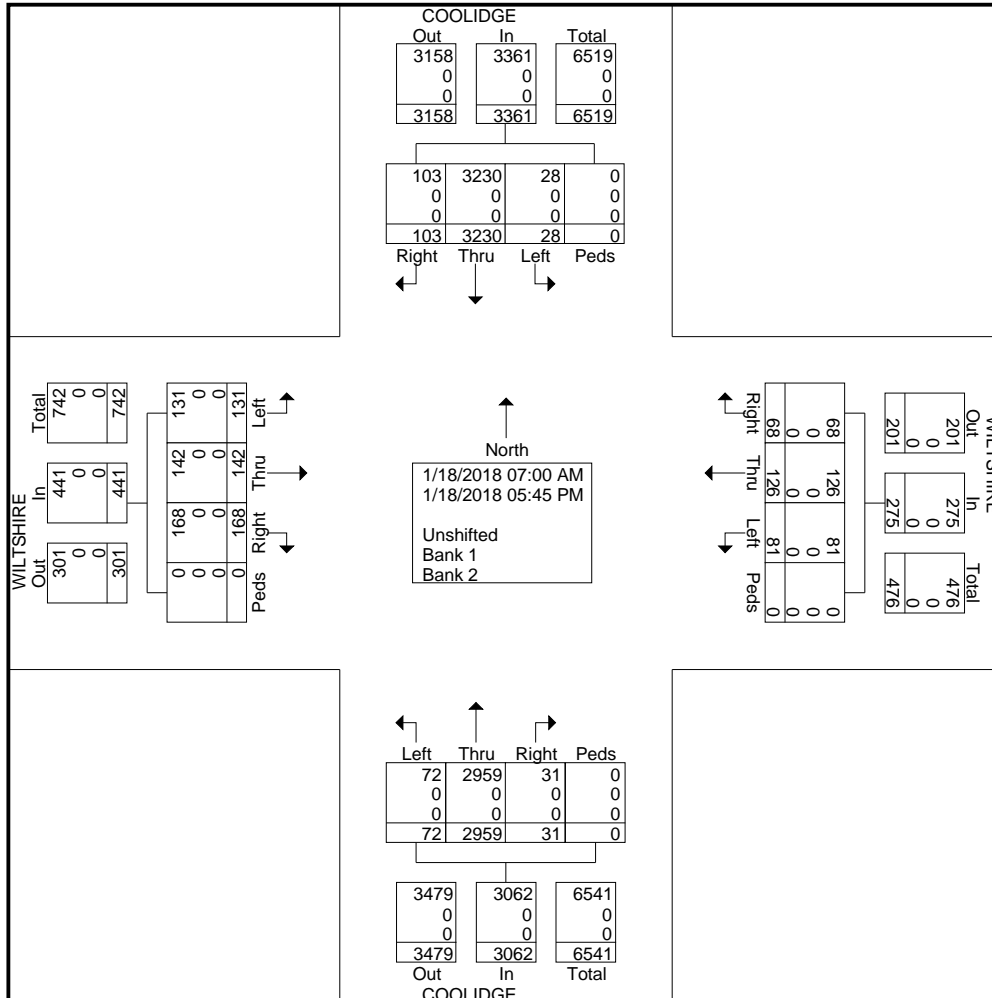 COOLIDGE
Out In Total
3158 3361 6519
0 0 0
0 0 0
3158 3361 6519
103 3230 28 0
0 0 0 0
0 0 0 0
103 3230 28 0
Right Thru Left Peds
WILTSHIRE
Total In Out
742 441 301
0 0 0
0 0 0
742 441 301
131 142 168 0
0 0 0 0
0 0 0 0
131 142 168 0
Left Thru Right Peds
North
1/18/2018 07:00 AM
1/18/2018 05:45 PM
Unshifted
Bank 1
Bank 2
WILTSHIRE
Out In Total
201 275 476
0 0 0
0 0 0
201 275 476
68 126 81 0
0 0 0 0
0 0 0 0
68 126 81 0
Right Thru Left Peds
Left Thru Right Peds
72 2959 31 0
0 0 0 0
0 0 0 0
72 2959 31 0
3479 3062 6541
0 0 0
0 0 0
3479 3062 6541
Out In Total
COOLIDGE